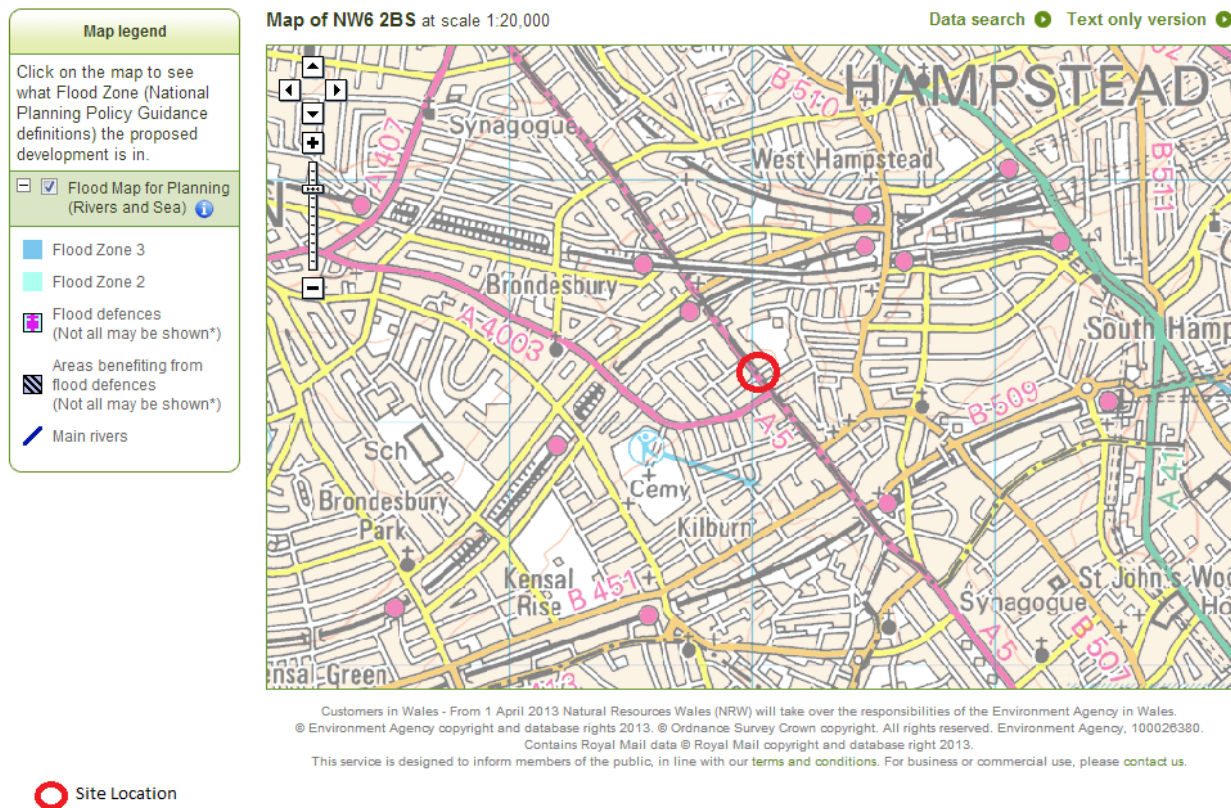 Map legend
Click on the map to see
what Flood Zone (National
Planning Policy Guidance
definitions) the proposed
development is in.
Flood Map for Planning
(Rivers and Sea)
Flood Zone 3
Flood Zone 2
Flood defences
(Not all may be shown*)
Areas benefiting from
flood defences
(Not all may be shown*)
Main rivers
Map of NW6 2BS at scale 1:20,000
Data search
Text only version
HAMPSTEAD
B 510
Synagogue
A407
West Hampstead
B511
Brondesbury
A 4003
South Hamp
B 509
A5
A 41
Sch
Cemy
Brondesbury
Park
Kilburn
Kensal
Rise
B 451
St John's Woo
Synagogue
A5
B 507
ensal Green
Customers in Wales - From 1 April 2013 Natural Resources Wales (NRW) will take over the responsibilities of the Environment Agency in Wales.
© Environment Agency copyright and database rights 2013. © Ordnance Survey Crown copyright. All rights reserved. Environment Agency, 100026380.
Contains Royal Mail data © Royal Mail copyright and database right 2013.
This service is designed to inform members of the public, in line with our terms and conditions. For business or commercial use, please contact us.
Site Location